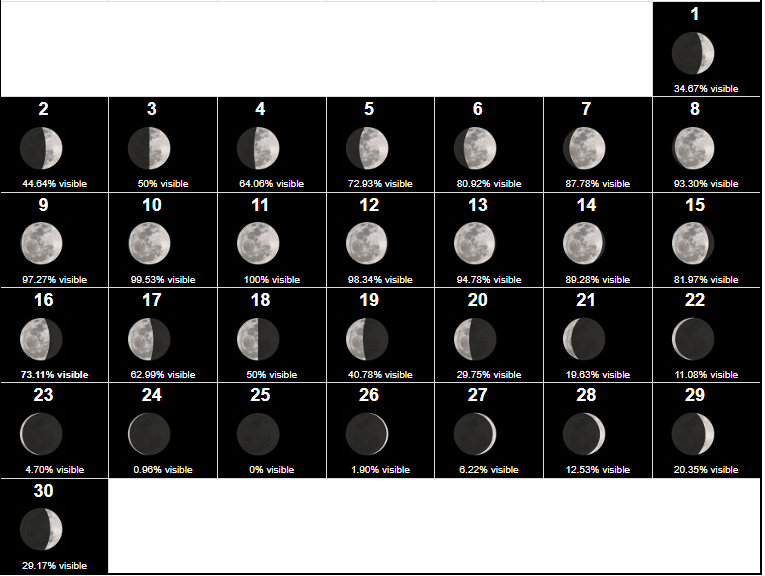 1
34.67% visible
2 3 4 5 6 7 8
44.64% visible 50% visible 64.06% visible 72.93% visible 80.92% visible 87.78% visible 93.30% visible
9 10 11 12 13 14 15
97.27% visible 99.53% visible 100% visible 98.34% visible 94.78% visible 89.28% visible 81.97% visible
16 17 18 19 20 21 22
73.11% visible 62.99% visible 50% visible 40.78% visible 29.75% visible 19.63% visible 11.08% visible
23 24 25 26 27 28 29
4.70% visible 0.96% visible 0% visible 1.90% visible 6.22% visible 12.53% visible 20.35% visible
30
29.17% visible